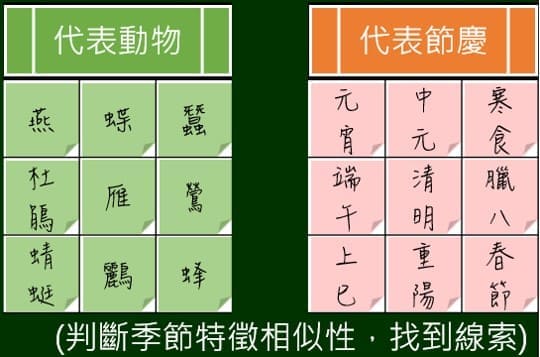 代表動物
燕 蝶 蠶
杜鵑 雁 鶯
蜻蜓 鸝 蜂
代表節慶
元宵 中元 寒食
端午 清明 臘八
上巳 重陽 春節
(判斷季節特徵相似性，找到線索)